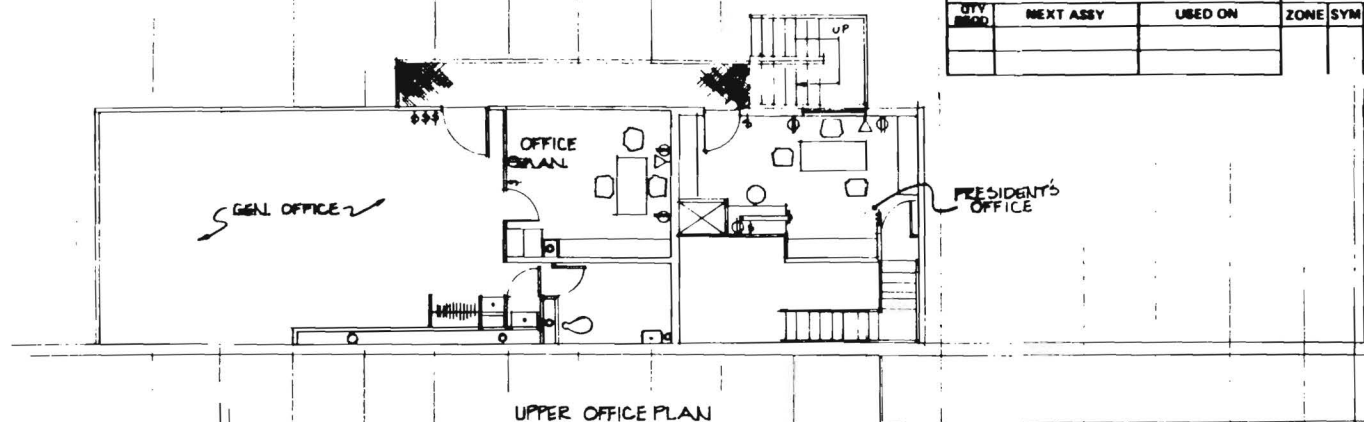 QTY REQD NEXT ASSY USED ON ZONE SYM
UP
OFFICE
PLAN
GEN. OFFICE
PRESIDENT'S
OFFICE
UPPER OFFICE PLAN